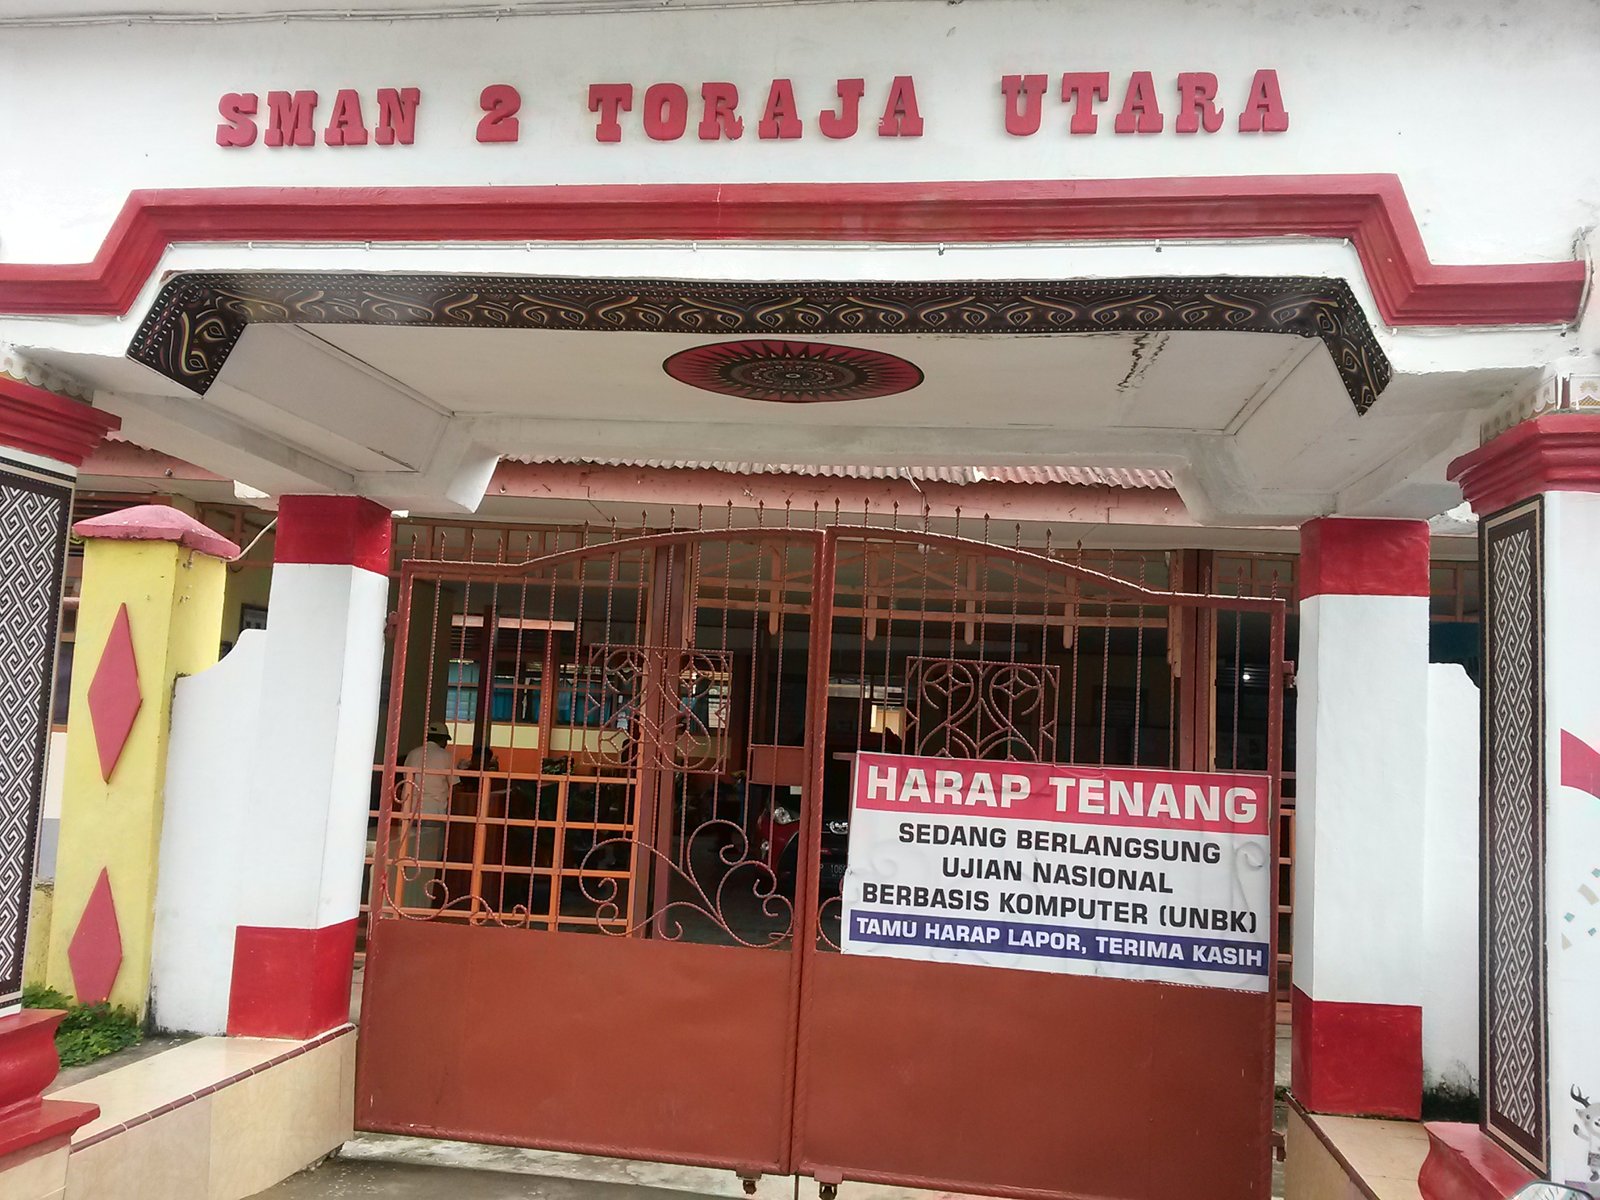 SMAN 2 TORAJA UTARA
HARAP TENANG
SEDANG BERLANGSUNG
UJIAN NASIONAL
BERBASIS KOMPUTER (UNBK)
TAMU HARAP LAPOR, TERIMA KASIH